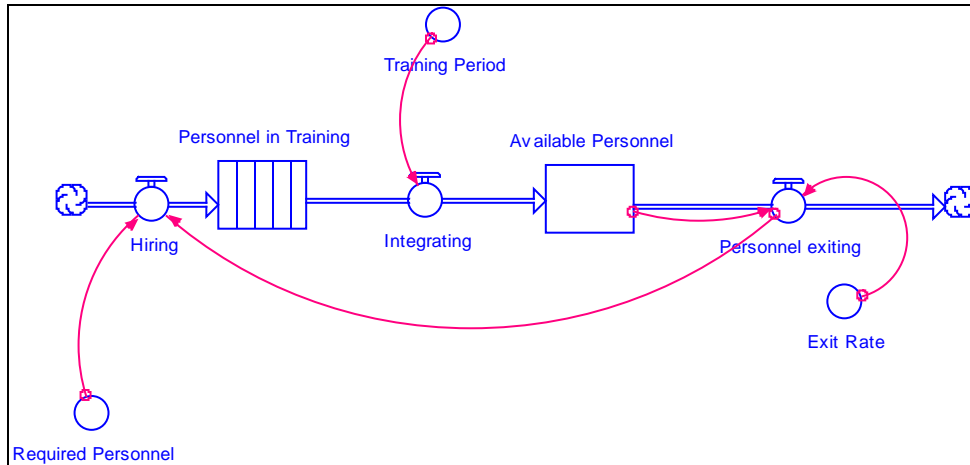 Training Period
Personnel in Training
Available Personnel
Hiring
Integrating
Personnel exiting
Exit Rate
Required Personnel